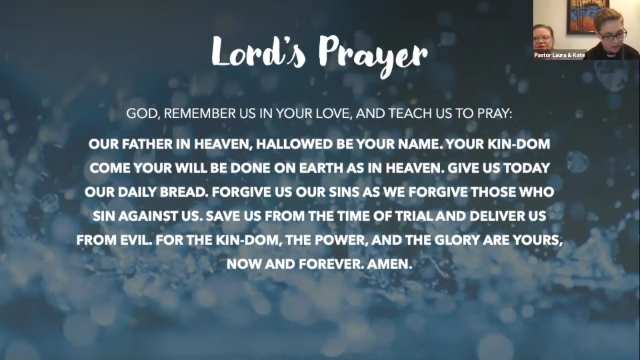 Lord's Prayer
Pastor Laura & Kate
GOD, REMEMBER US IN YOUR LOVE, AND TEACH US TO PRAY:
OUR FATHER IN HEAVEN, HALLOWED BE YOUR NAME. YOUR KIN-DOM
COME YOUR WILL BE DONE ON EARTH AS IN HEAVEN. GIVE US TODAY
OUR DAILY BREAD. FORGIVE US OUR SINS AS WE FORGIVE THOSE WHO
SIN AGAINST US. SAVE US FROM THE TIME OF TRIAL AND DELIVER US
FROM EVIL. FOR THE KIN-DOM, THE POWER, AND THE GLORY ARE YOURS,
NOW AND FOREVER. AMEN.